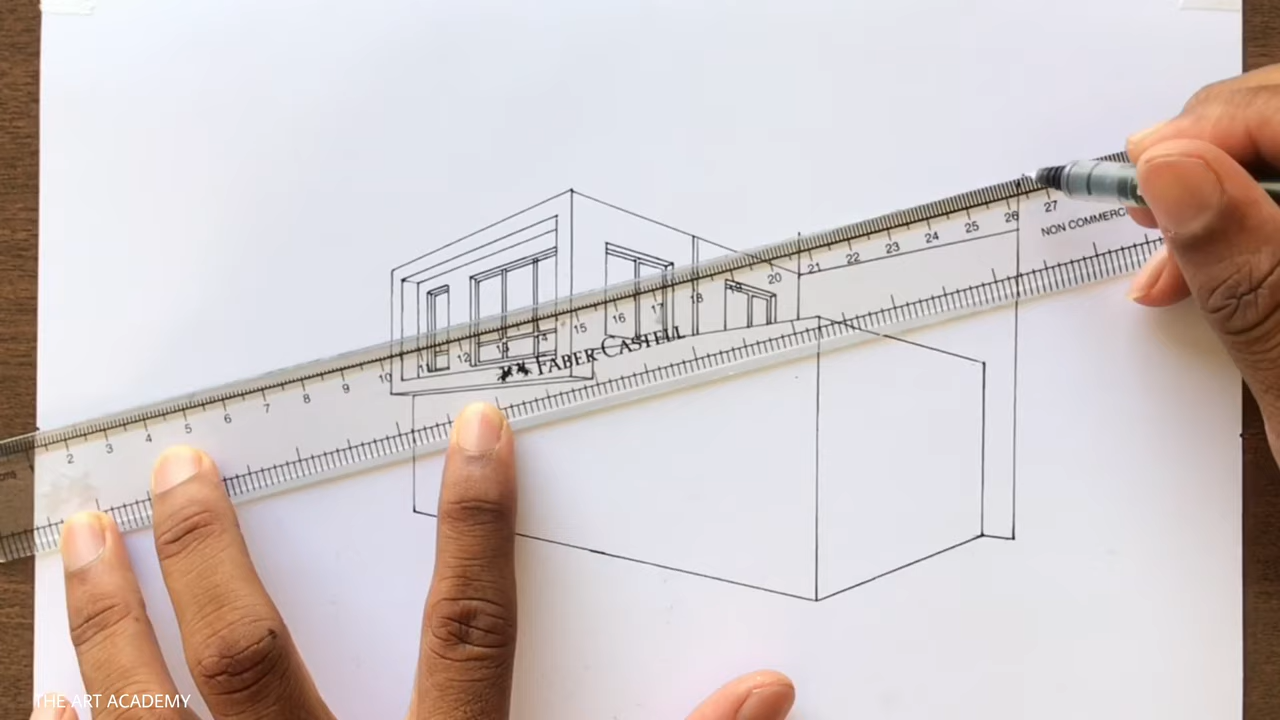 2 3 4 5 6 7 8 9 10 11 12 13 14 15 16 17 18 19 20 21 22 23 24 25 26 27
NON COMMERC
FABER-CASTELL
cms
THE ART ACADEMY